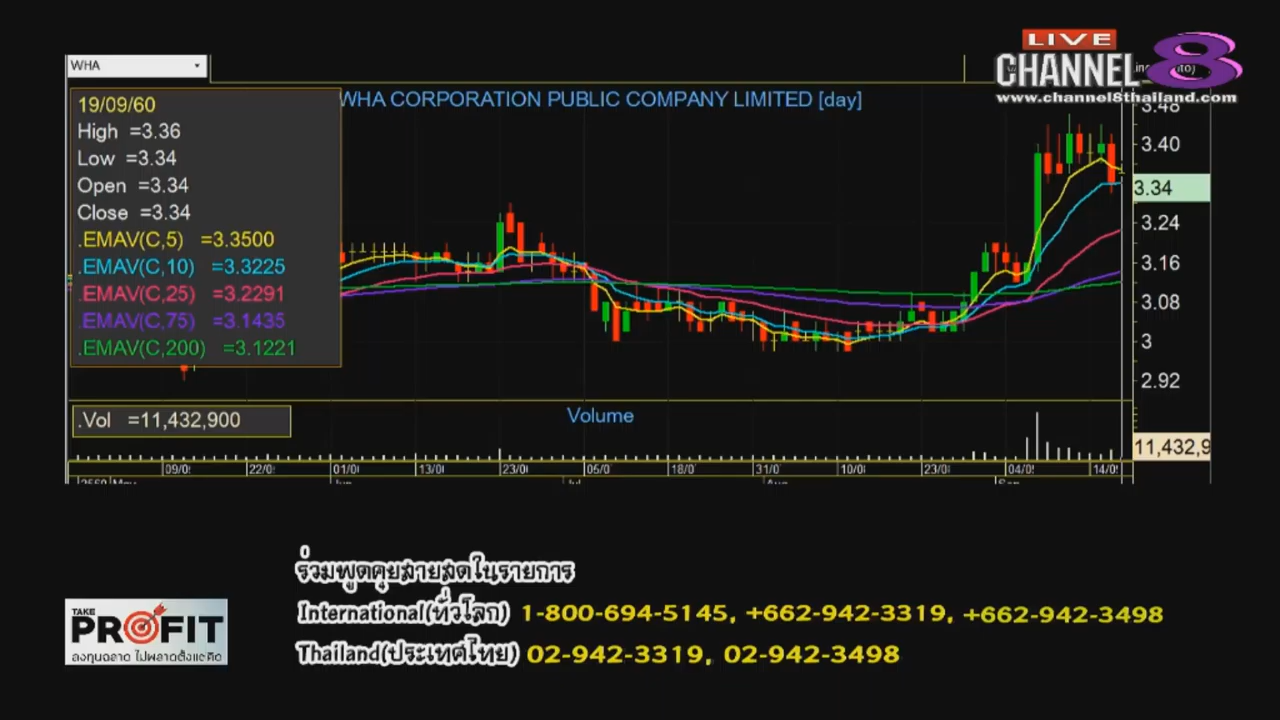 LIVE
CHANNEL 8
www.channel8thailand.com
WHA
WHA CORPORATION PUBLIC COMPANY LIMITED [day]
19/09/60
High =3.36
Low =3.34
Open =3.34
Close =3.34
.EMAV(C,5) =3.3500
.EMAV(C,10) =3.3225
.EMAV(C,25) =3.2291
.EMAV(C,75) =3.1435
.EMAV(C,200) =3.1221
3.48
3.40
3.34
3.24
3.16
3.08
3
2.92
.Vol =11,432,900
Volume
11,432,9
09/0 22/0 01/0 13/0 23/0 05/0 18/0 31/0 10/0 23/0 04/0 14/0
ร่วมพูดคุยสายสดในรายการ
International(ทั่วโลก) 1-800-694-5145, +662-942-3319, +662-942-3498
Thailand(ประเทศไทย) 02-942-3319, 02-942-3498
TAKE
PROFIT
ลงทุนฉลาด ไม่พลาดตั้งแต่คิด